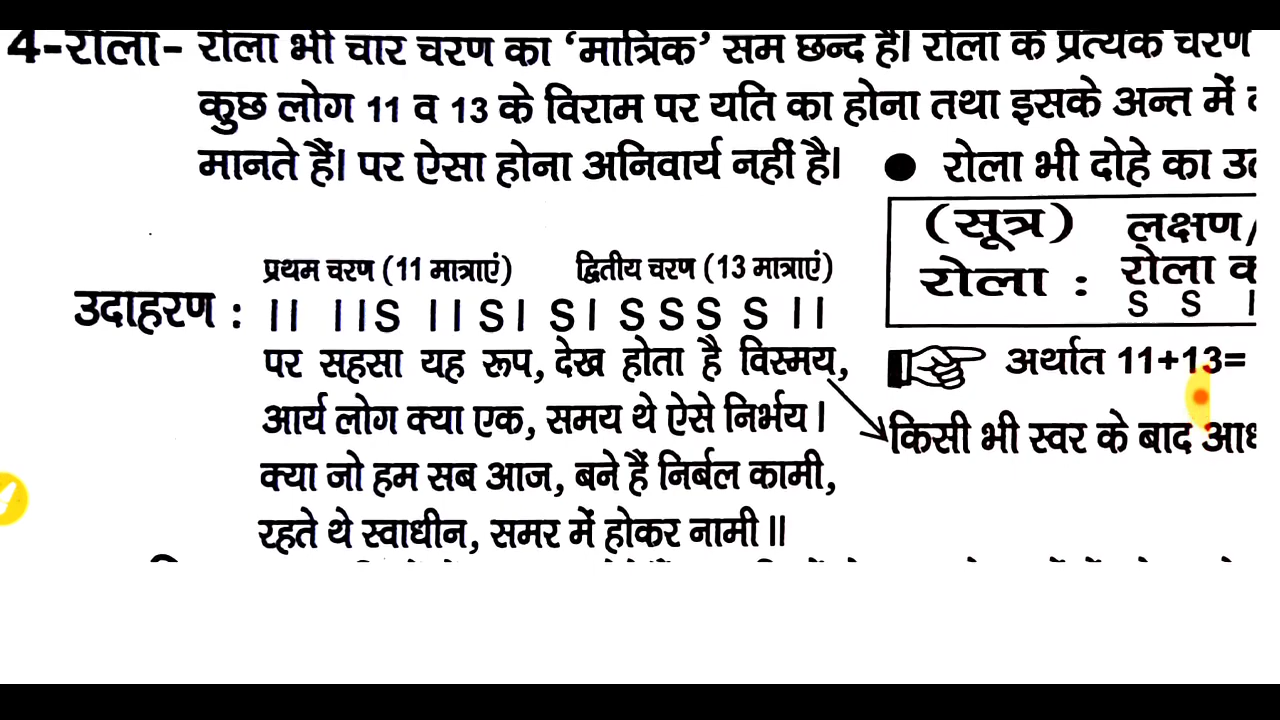 4-रोला- रोला भी चार चरण का ‘मात्रिक’ सम छन्द है। रोला के प्रत्येक चरण
कुछ लोग 11 व 13 के विराम पर यति का होना तथा इसके अन्त में
मानते हैं। पर ऐसा होना अनिवार्य नहीं है।
● रोला भी दोहे का
(सूत्र) लक्षण/
रोला : रोला
S S I
प्रथम चरण (11 मात्राएं) द्वितीय चरण (13 मात्राएं)
उदाहरण : I I I I S I I S I S I S S S S I I
पर सहसा यह रूप, देख होता है विस्मय,
आर्य लोग क्या एक, समय थे ऐसे निर्भय।
क्या जो हम सब आज, बने हैं निर्बल कामी,
रहते थे स्वाधीन, समर में होकर नामी॥
अर्थात 11+13=
किसी भी स्वर के बाद